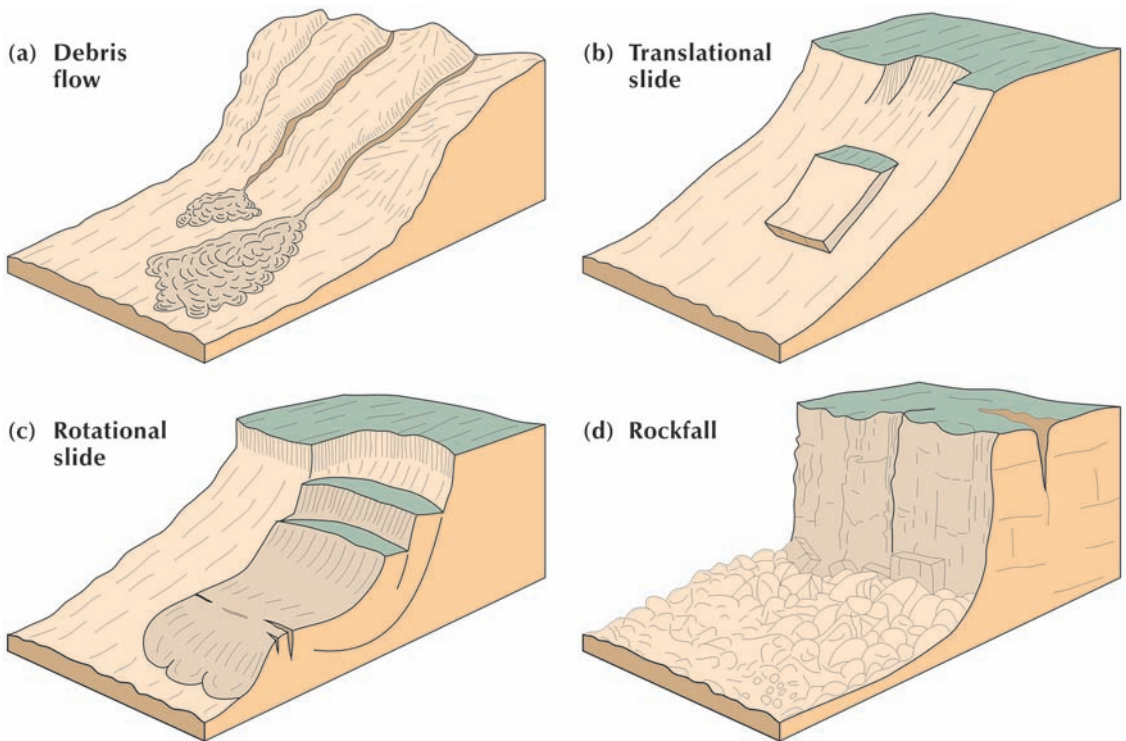 (a) Debris
flow
(b) Translational
slide
(c) Rotational
slide
(d) Rockfall